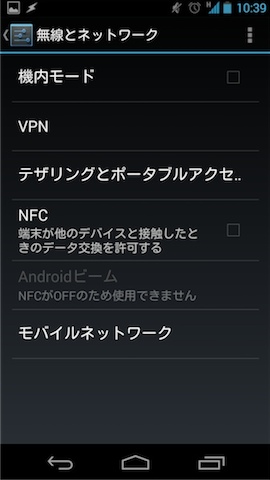 10:39
無線とネットワーク
機内モード
VPN
テザリングとポータブルアクセ..
NFC
端末が他のデバイスと接触したと
きのデータ交換を許可する
Androidビーム
NFCがOFFのため使用できません
モバイルネットワーク